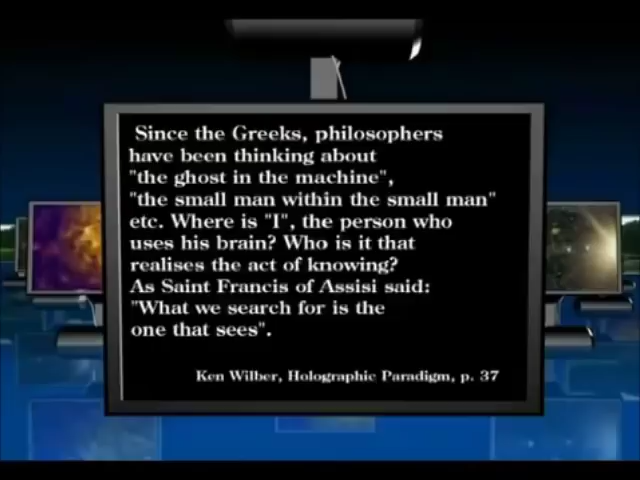 Since the Greeks, philosophers
have been thinking about
"the ghost in the machine",
"the small man within the small man"
etc. Where is "I", the person who
uses his brain? Who is it that
realises the act of knowing?
As Saint Francis of Assisi said:
"What we search for is the
one that sees".
Ken Wilber, Holographic Paradigm, p. 37